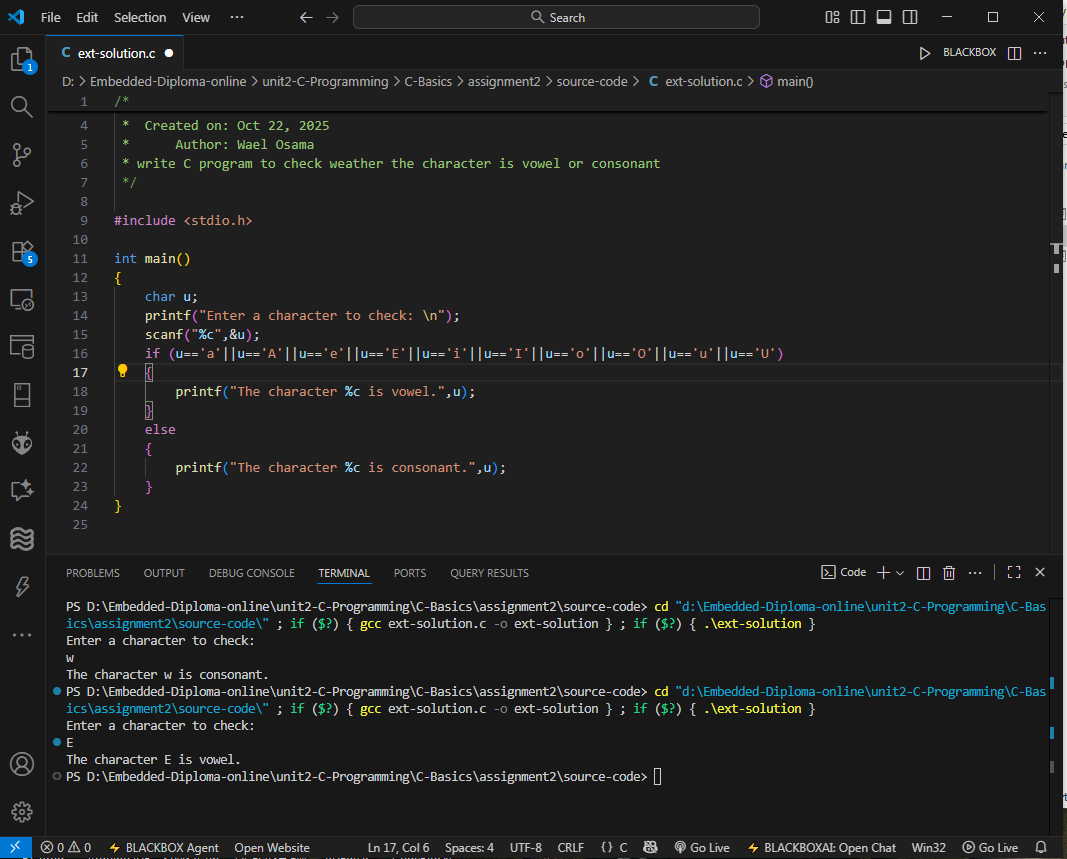 File Edit Selection View ··· Search
ext-solution.c
BLACKBOX ···
D: > Embedded-Diploma-online > unit2-C-Programming > C-Basics > assignment2 > source-code > C ext-solution.c > main()
1 /*
4  *  Created on: Oct 22, 2025
5  *      Author: Wael Osama
6  * write C program to check weather the character is vowel or consonant
7  */
8
9 #include <stdio.h>
10
11 int main()
12 {
13     char u;
14     printf("Enter a character to check: \n");
15     scanf("%c",&u);
16     if (u=='a'||u=='A'||u=='e'||u=='E'||u=='i'||u=='I'||u=='o'||u=='O'||u=='u'||u=='U')
17     {
18         printf("The character %c is vowel.",u);
19     }
20     else
21     {
22         printf("The character %c is consonant.",u);
23     }
24 }
25
1
5
PROBLEMS OUTPUT DEBUG CONSOLE TERMINAL PORTS QUERY RESULTS Code ···
PS D:\Embedded-Diploma-online\unit2-C-Programming\C-Basics\assignment2\source-code> cd "d:\Embedded-Diploma-online\unit2-C-Programming\C-Bas
ics\assignment2\source-code\" ; if ($?) { gcc ext-solution.c -o ext-solution } ; if ($?) { .\ext-solution }
Enter a character to check:
w
The character w is consonant.
PS D:\Embedded-Diploma-online\unit2-C-Programming\C-Basics\assignment2\source-code> cd "d:\Embedded-Diploma-online\unit2-C-Programming\C-Bas
ics\assignment2\source-code\" ; if ($?) { gcc ext-solution.c -o ext-solution } ; if ($?) { .\ext-solution }
Enter a character to check:
E
The character E is vowel.
PS D:\Embedded-Diploma-online\unit2-C-Programming\C-Basics\assignment2\source-code>
0 0 BLACKBOX Agent Open Website Ln 17, Col 6 Spaces: 4 UTF-8 CRLF {} C Go Live BLACKBOXAI: Open Chat Win32 Go Live